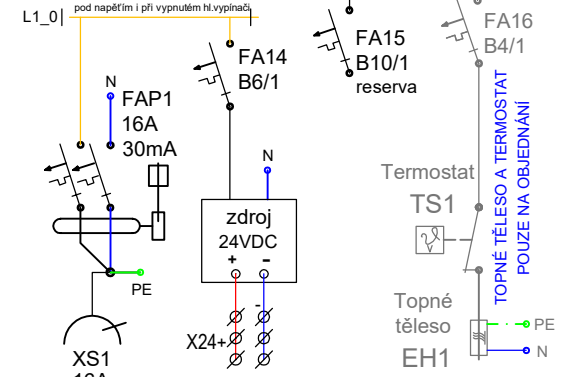 pod napětím i při vypnutém hl.vypínači
L1_0
FA14
B6/1
FA15
B10/1
reserva
FA16
B4/1
N
FAP1
16A
30mA
N
TOPNÉ TĚLESO A TERMOSTAT
POUZE NA OBJEDNÁNÍ
Termostat
TS1
zdroj
24VDC
+ -
PE
Topné
těleso
EH1
PE
N
-
X24+
XS1
16A